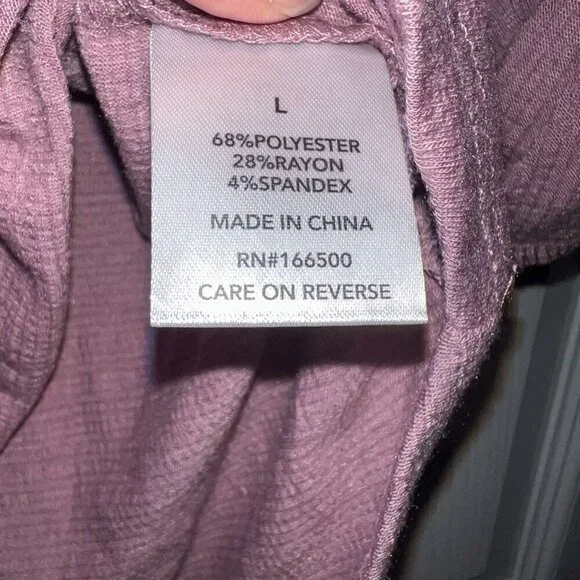 L
68%POLYESTER
28%RAYON
4%SPANDEX
MADE IN CHINA
RN#166500
CARE ON REVERSE